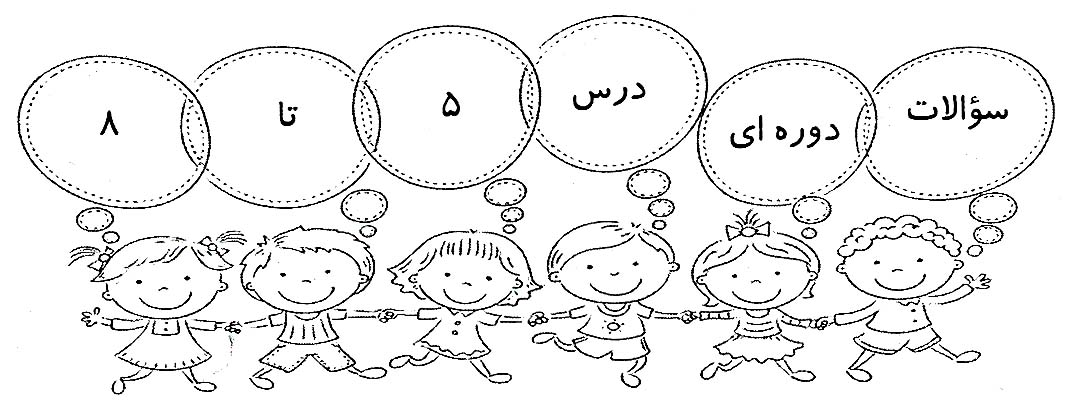 سؤالات دوره ای درس ۵ تا ۸